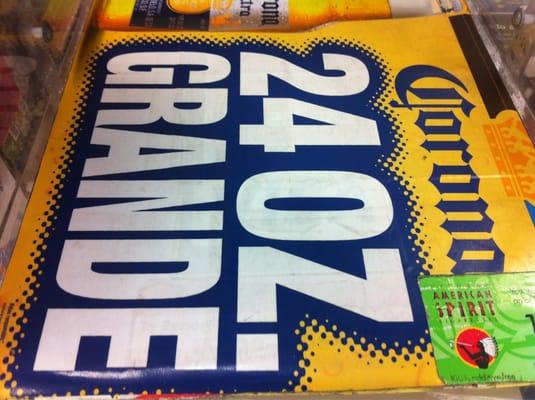 Corona
24 OZ.
GRANDE
AMERICAN
SPIRIT